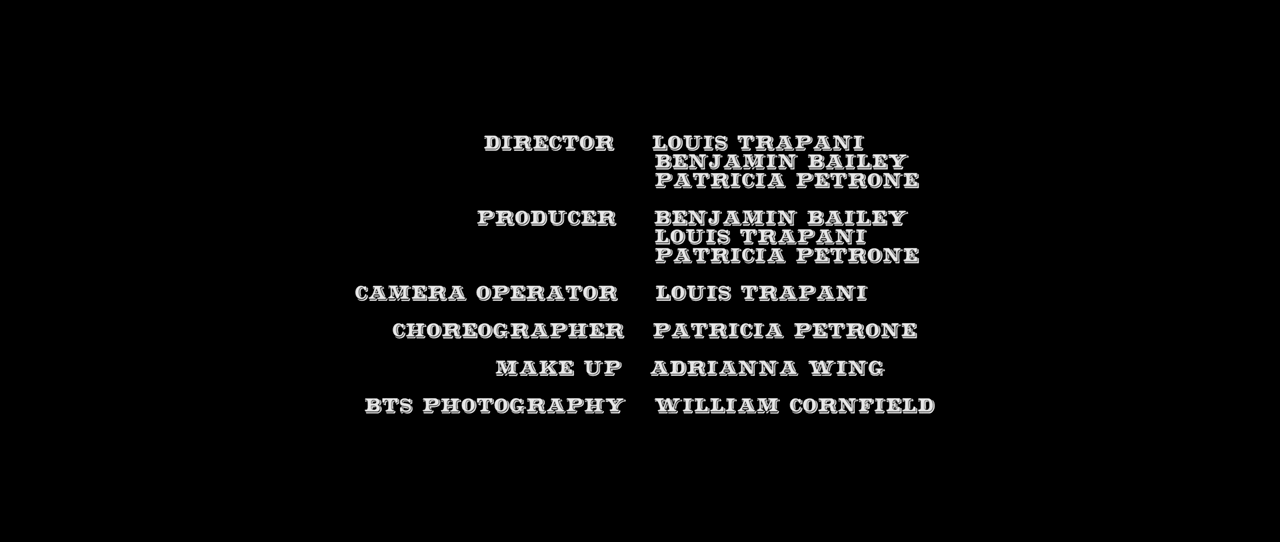 DIRECTOR LOUIS TRAPANI
BENJAMIN BAILEY
PATRICIA PETRONE
PRODUCER BENJAMIN BAILEY
LOUIS TRAPANI
PATRICIA PETRONE
CAMERA OPERATOR LOUIS TRAPANI
CHOREOGRAPHER PATRICIA PETRONE
MAKE UP ADRIANNA WING
BTS PHOTOGRAPHY WILLIAM CORNFIELD